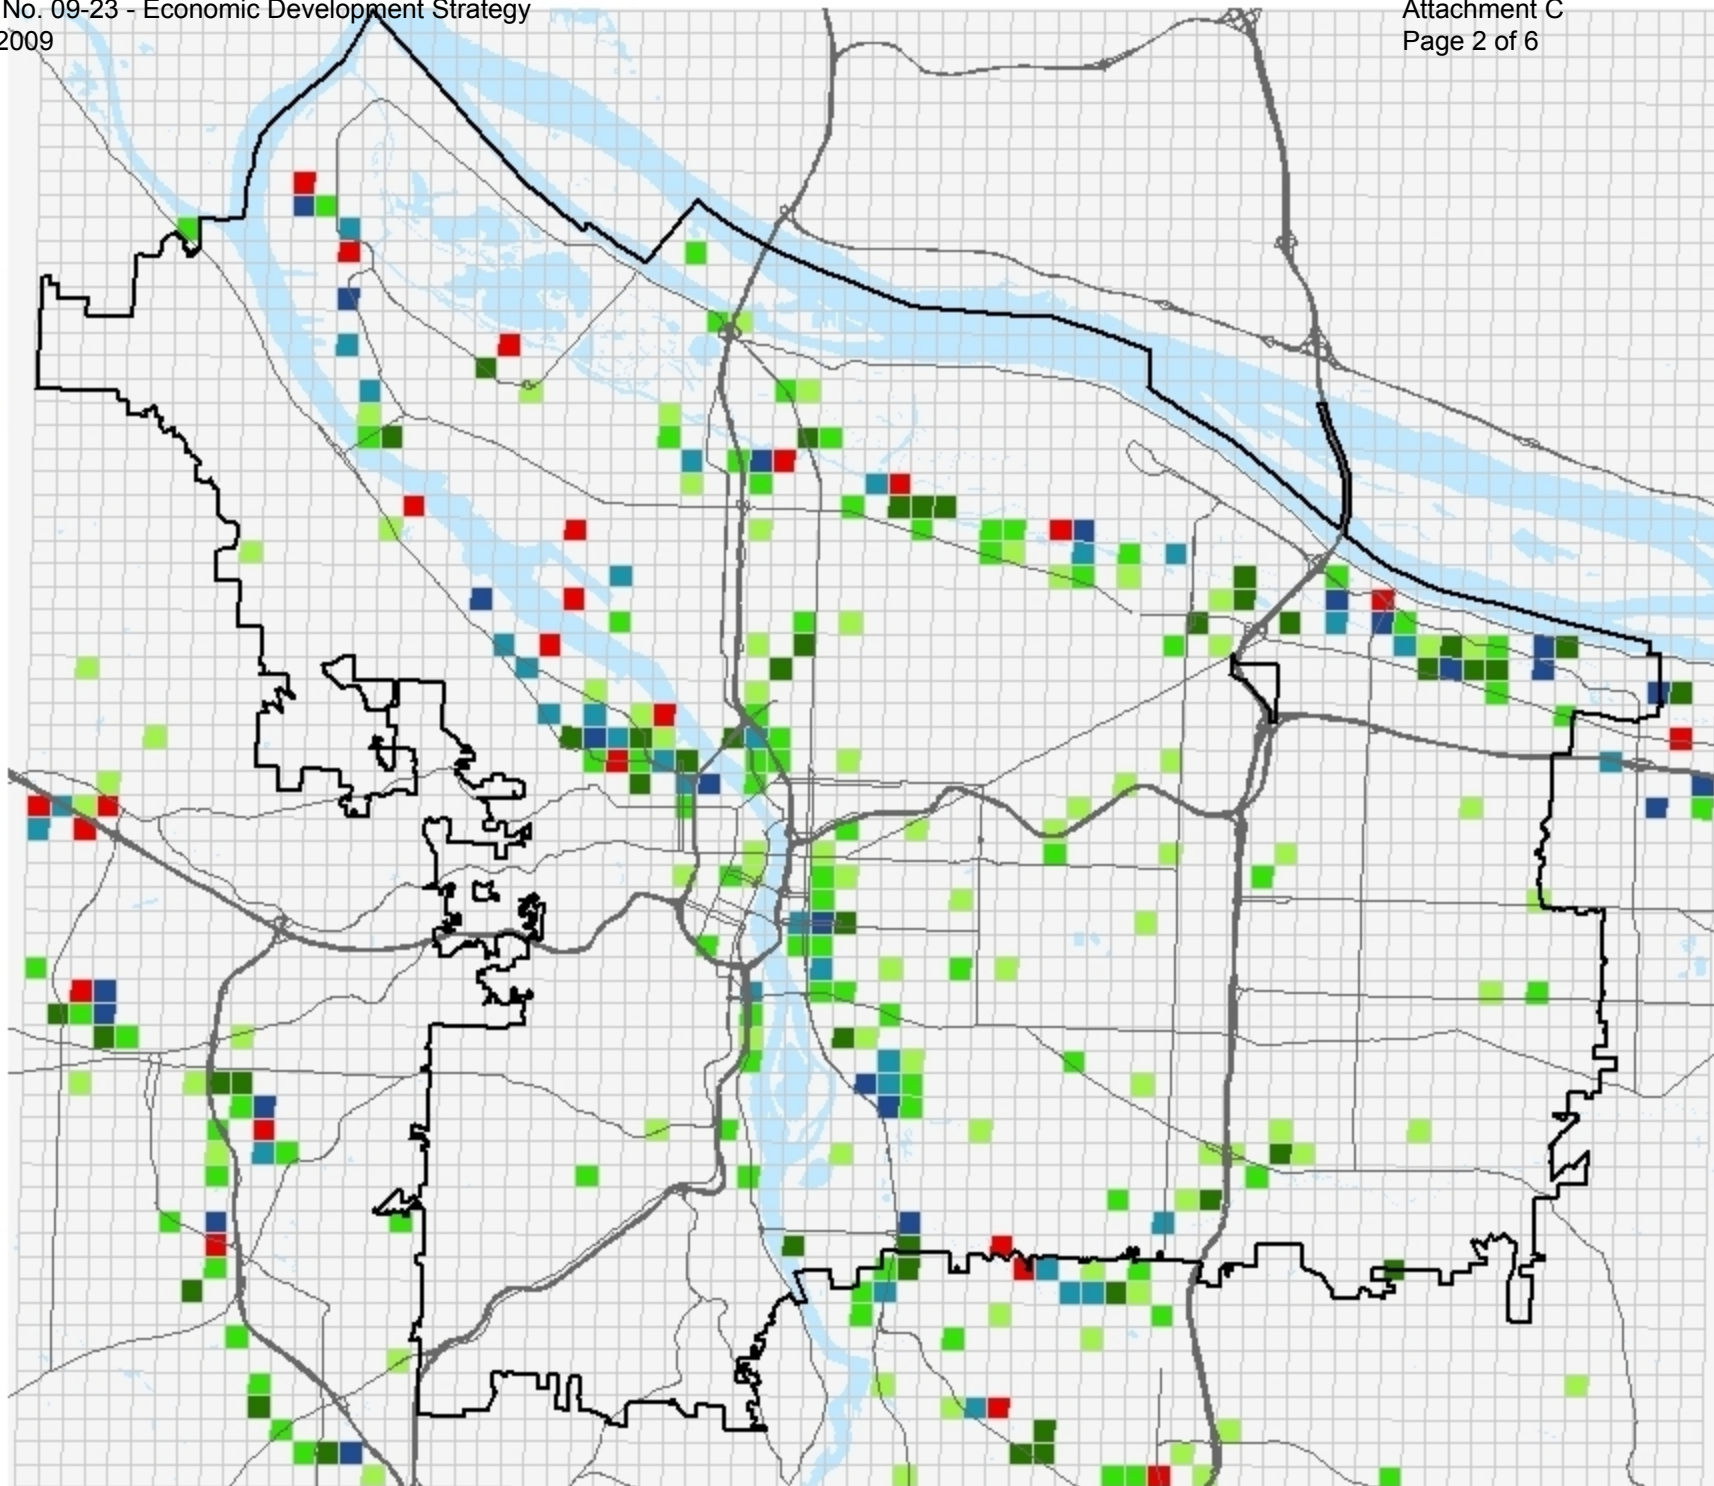 No. 09-23 - Economic Development Strategy
2009
Attachment C
Page 2 of 6